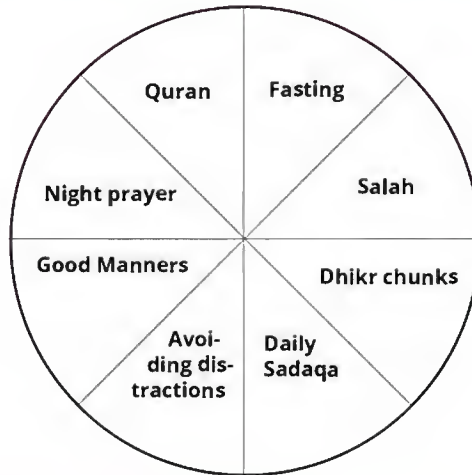 Quran
Fasting
Night prayer
Salah
Good Manners
Dhikr chunks
Avoi-
ding dis-
tractions
Daily
Sadaqa